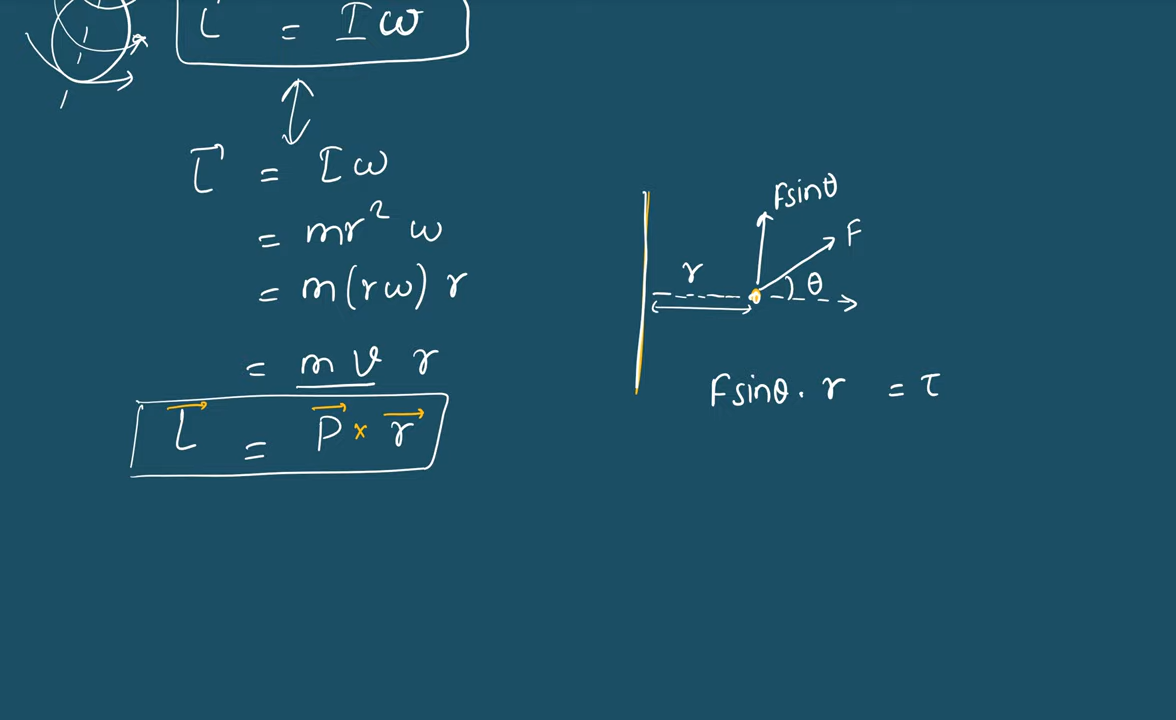 L = Iω
L⃗ = Iω
= mr² ω
= m(rω) r
= m v r
L⃗ = P⃗ × r⃗
Fsinθ
F
r
θ
Fsinθ · r = τ